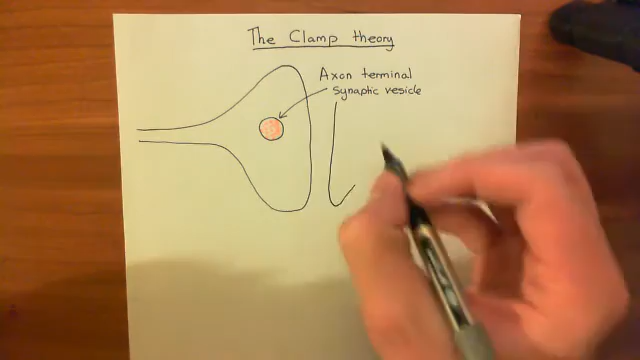 The Clamp theory
Axon terminal
synaptic vesicle